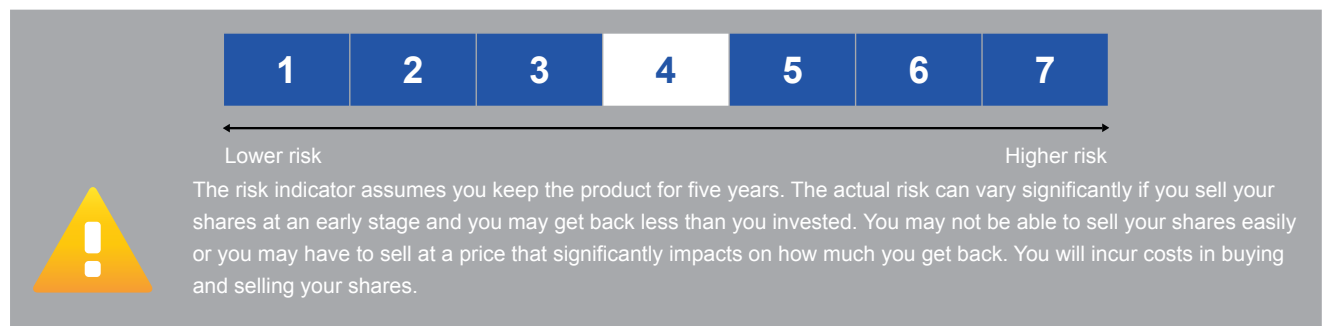 1 2 3 4 5 6 7
Lower risk Higher risk
The risk indicator assumes you keep the product for five years. The actual risk can vary significantly if you sell your
shares at an early stage and you may get back less than you invested. You may not be able to sell your shares easily
or you may have to sell at a price that significantly impacts on how much you get back. You will incur costs in buying
and selling your shares.